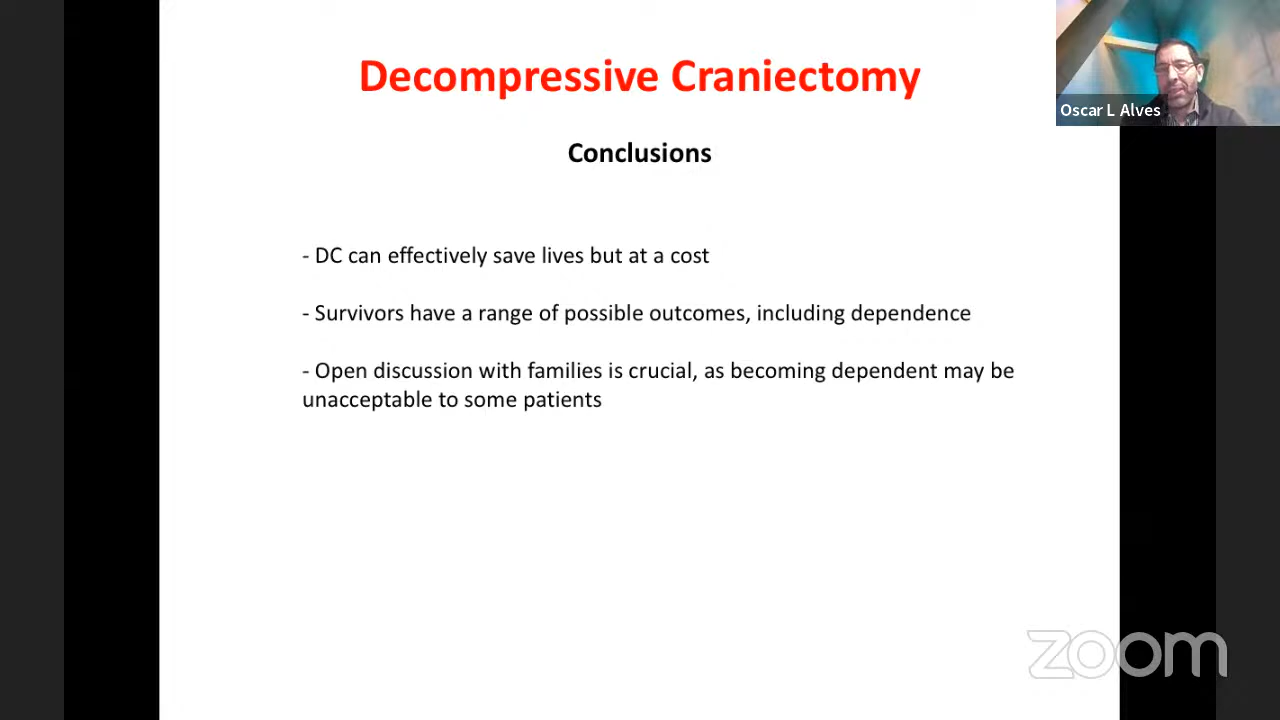 Decompressive Craniectomy
Oscar L Alves
Conclusions
- DC can effectively save lives but at a cost
- Survivors have a range of possible outcomes, including dependence
- Open discussion with families is crucial, as becoming dependent may be
unacceptable to some patients
zoom